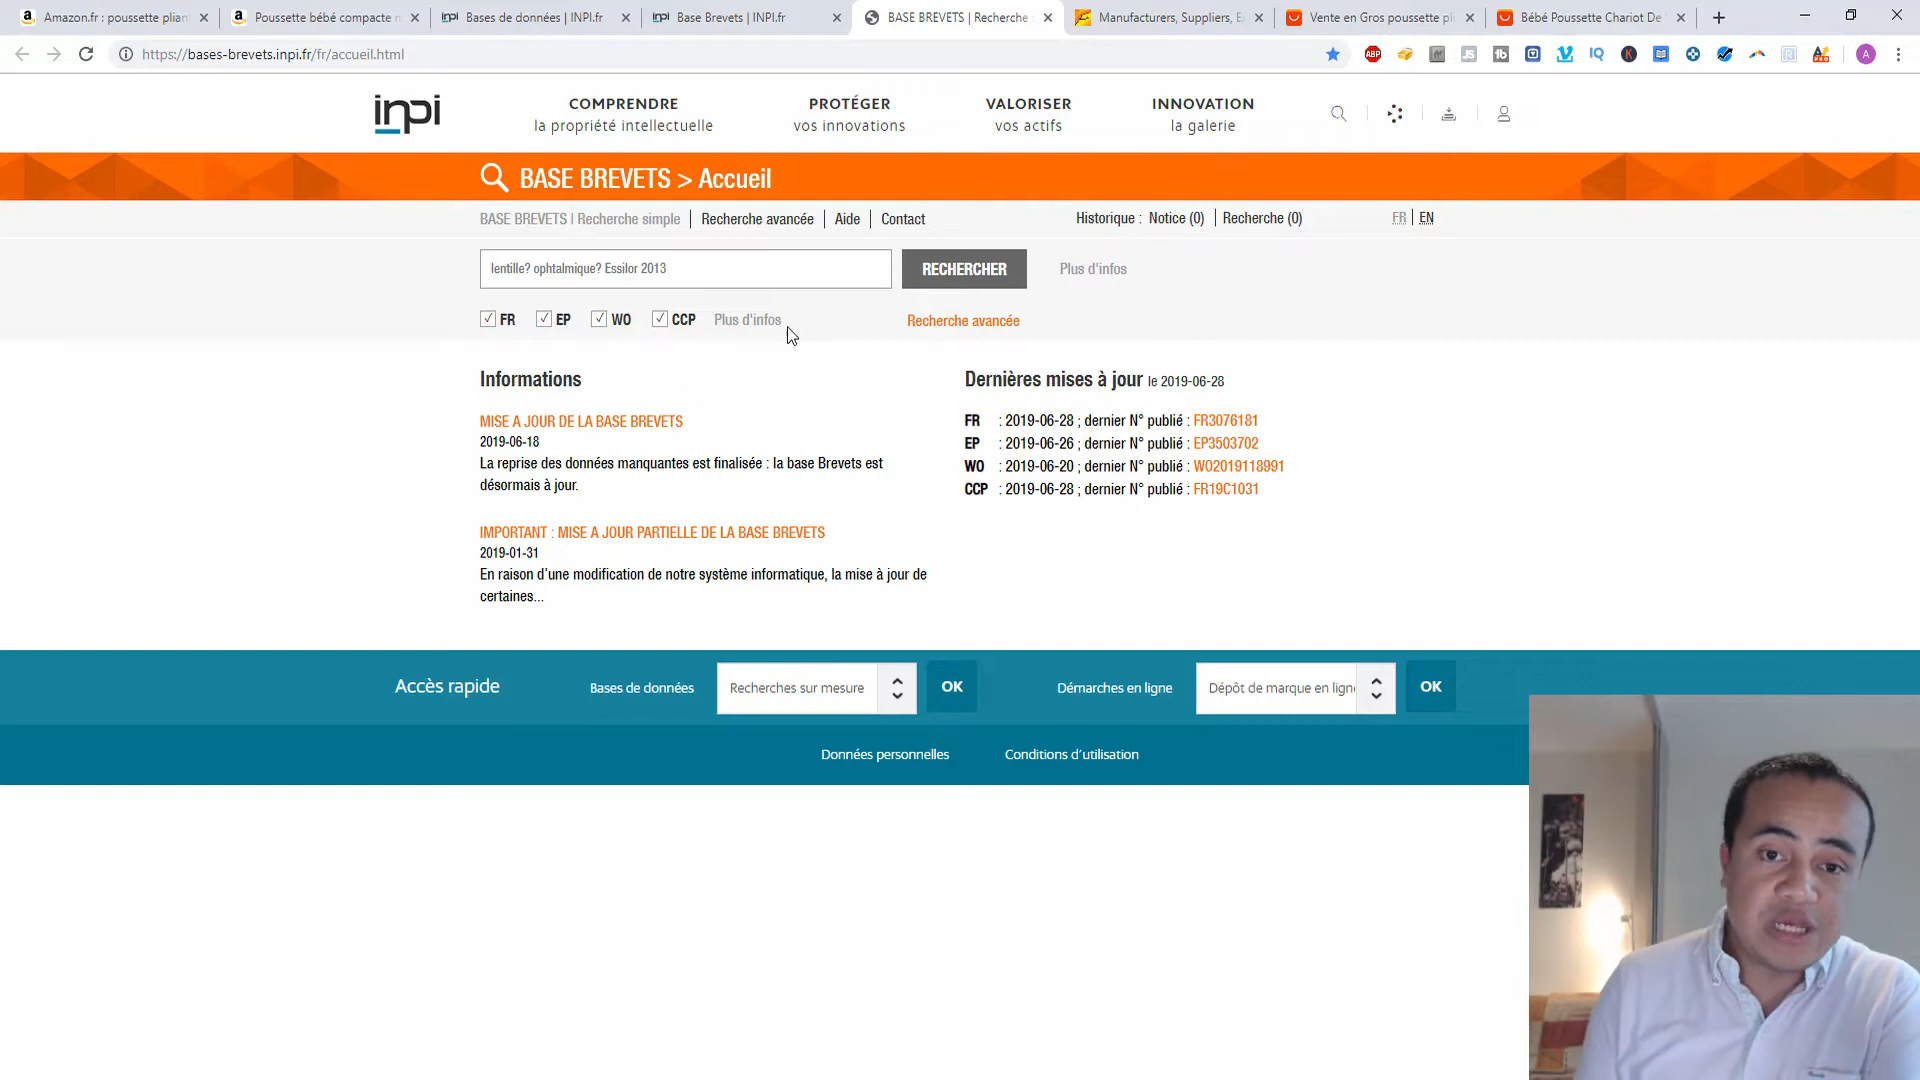 Amazon.fr : poussette plian
Poussette bébé compacte n
inpi Bases de données | INPI.fr
inpi Base Brevets | INPI.fr
BASE BREVETS | Recherche
Manufacturers, Suppliers, E
Vente en Gros poussette pl
Bébé Poussette Chariot De
https://bases-brevets.inpi.fr/fr/accueil.html
ABP
JS
tb
IQ
K
A
inpi
COMPRENDRE
la propriété intellectuelle
PROTÉGER
vos innovations
VALORISER
vos actifs
INNOVATION
la galerie
BASE BREVETS > Accueil
BASE BREVETS | Recherche simple | Recherche avancée | Aide | Contact
Historique : Notice (0) | Recherche (0)
FR | EN
lentille? ophtalmique? Essilor 2013
RECHERCHER
Plus d'infos
FR EP WO CCP Plus d'infos
Recherche avancée
Informations
MISE A JOUR DE LA BASE BREVETS
2019-06-18
La reprise des données manquantes est finalisée : la base Brevets est
désormais à jour.
IMPORTANT : MISE A JOUR PARTIELLE DE LA BASE BREVETS
2019-01-31
En raison d'une modification de notre système informatique, la mise à jour de
certaines...
Dernières mises à jour le 2019-06-28
FR : 2019-06-28 ; dernier N° publié : FR3076181
EP : 2019-06-26 ; dernier N° publié : EP3503702
WO : 2019-06-20 ; dernier N° publié : WO2019118991
CCP : 2019-06-28 ; dernier N° publié : FR19C1031
Accès rapide
Bases de données
Recherches sur mesure
OK
Démarches en ligne
Dépôt de marque en lign
OK
Données personnelles
Conditions d'utilisation